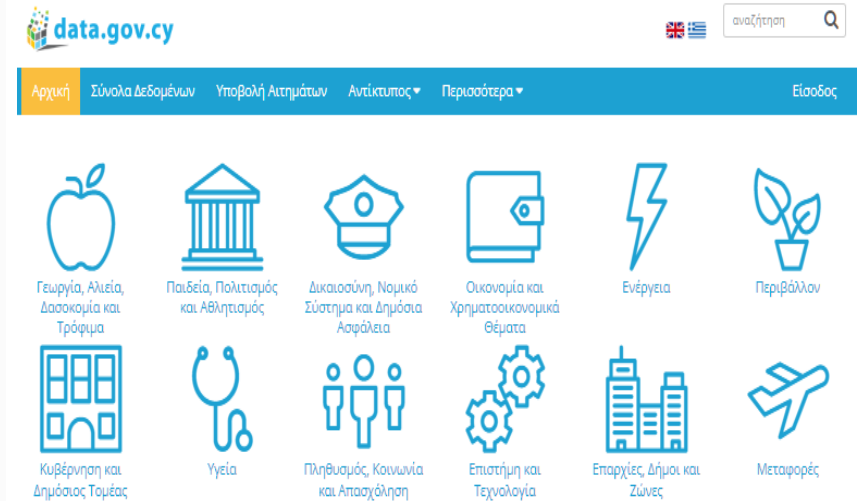 data.gov.cy
αναζήτηση
Αρχική Σύνολα Δεδομένων Υποβολή Αιτημάτων Αντίκτυπος Περισσότερα Είσοδος
Γεωργία, Αλιεία,
Δασοκομία και
Τρόφιμα
Παιδεία, Πολιτισμός
και Αθλητισμός
Δικαιοσύνη, Νομικό
Σύστημα και Δημόσια
Ασφάλεια
Οικονομία και
Χρηματοοικονομικά
Θέματα
Ενέργεια
Περιβάλλον
Κυβέρνηση και
Δημόσιος Τομέας
Υγεία
Πληθυσμός, Κοινωνία
και Απασχόληση
Επιστήμη και
Τεχνολογία
Επαρχίες, Δήμοι και
Ζώνες
Μεταφορές